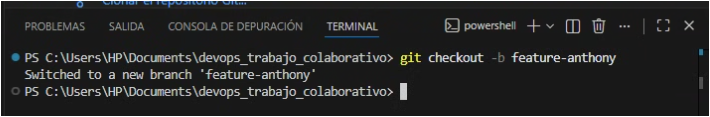 Clonar el repositorio Git...
PROBLEMAS SALIDA CONSOLA DE DEPURACIÓN TERMINAL powershell
PS C:\Users\HP\Documents\devops_trabajo_colaborativo> git checkout -b feature-anthony
Switched to a new branch 'feature-anthony'
PS C:\Users\HP\Documents\devops_trabajo_colaborativo>